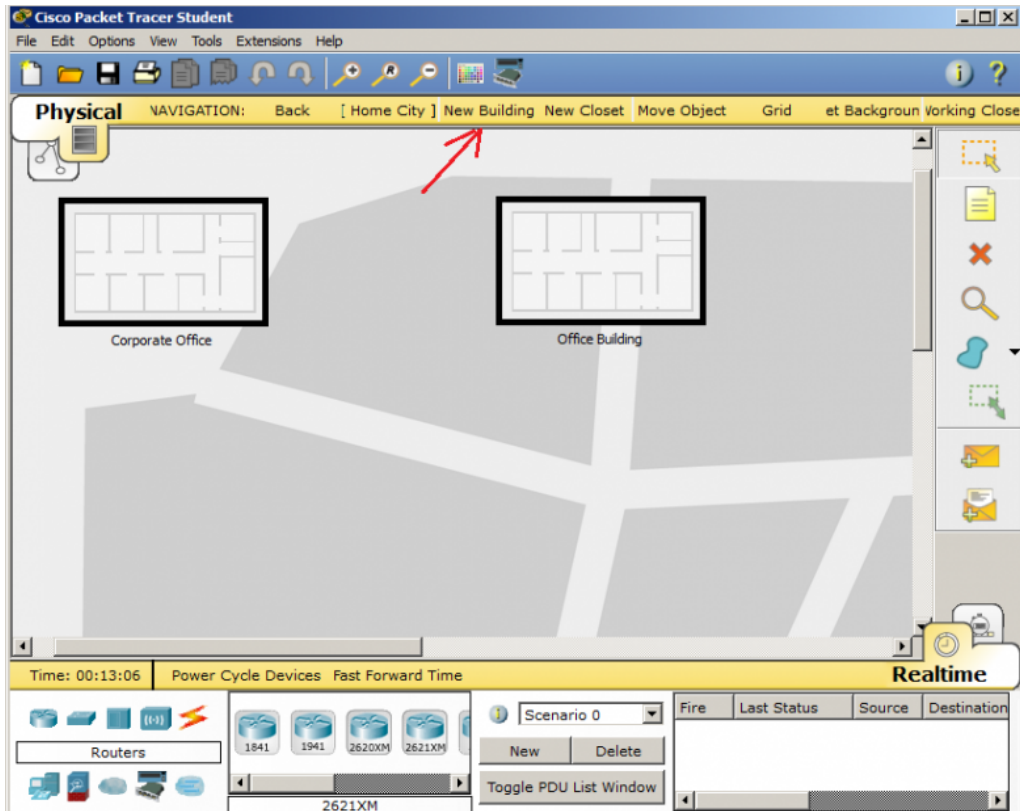 Cisco Packet Tracer Student
File Edit Options View Tools Extensions Help
Physical NAVIGATION: Back [ Home City ] New Building New Closet Move Object Grid et Backgroun Vorking Close
Corporate Office
Office Building
Time: 00:13:06 Power Cycle Devices Fast Forward Time Realtime
Routers
1841 1941 2620XM 2621XM
2621XM
Scenario 0
New Delete
Toggle PDU List Window
Fire Last Status Source Destination